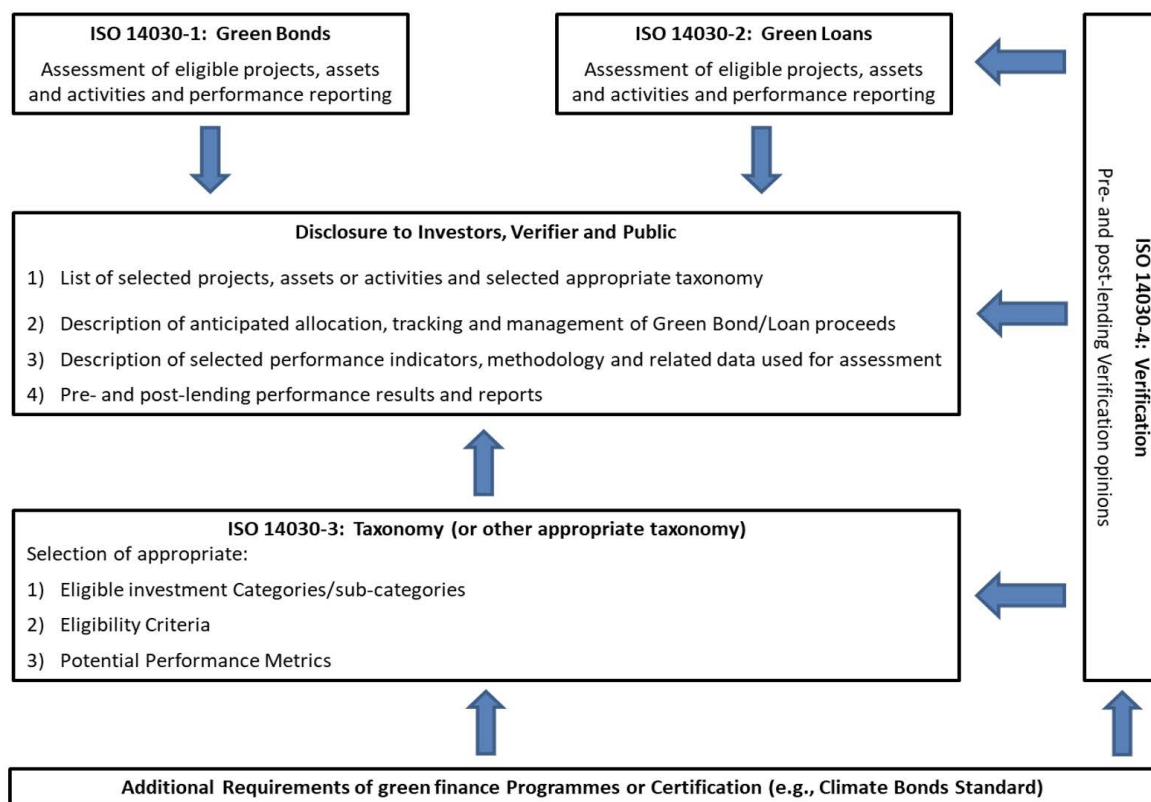 ISO 14030-1: Green Bonds
Assessment of eligible projects, assets
and activities and performance reporting
ISO 14030-2: Green Loans
Assessment of eligible projects, assets
and activities and performance reporting
Disclosure to Investors, Verifier and Public
1) List of selected projects, assets or activities and selected appropriate taxonomy
2) Description of anticipated allocation, tracking and management of Green Bond/Loan proceeds
3) Description of selected performance indicators, methodology and related data used for assessment
4) Pre- and post-lending performance results and reports
ISO 14030-3: Taxonomy (or other appropriate taxonomy)
Selection of appropriate:
1) Eligible investment Categories/sub-categories
2) Eligibility Criteria
3) Potential Performance Metrics
ISO 14030-4: Verification
Pre- and post-lending Verification opinions
Additional Requirements of green finance Programmes or Certification (e.g., Climate Bonds Standard)